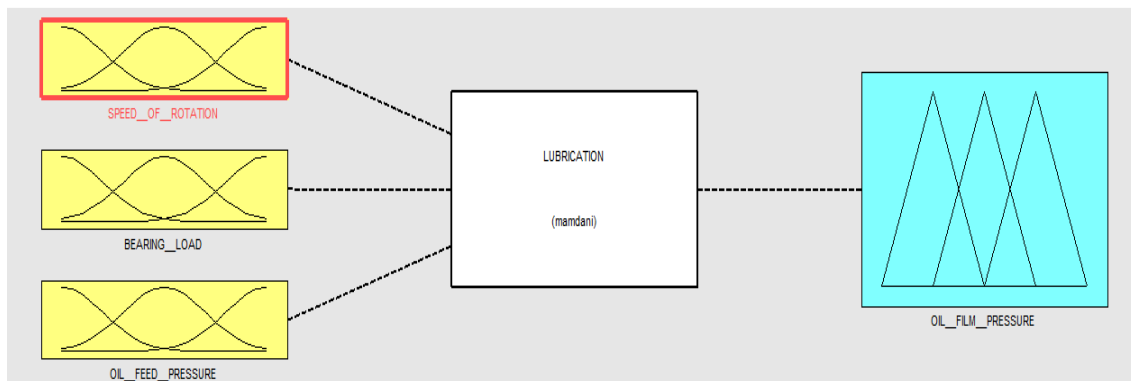 SPEED__OF__ROTATION
BEARING__LOAD
OIL__FEED__PRESSURE
LUBRICATION
(mamdani)
OIL__FILM__PRESSURE